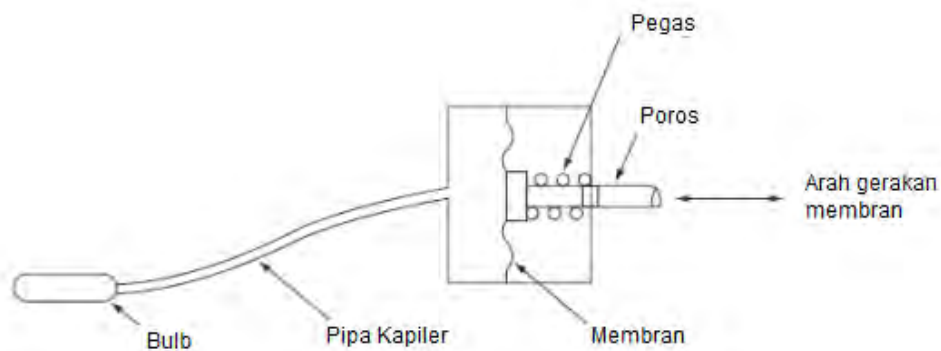 Pegas
Poros
Arah gerakan
membran
Bulb
Pipa Kapiler
Membran